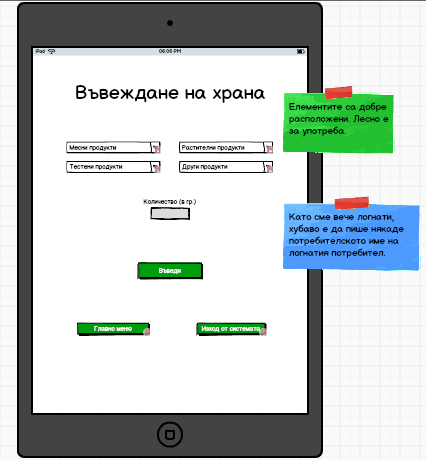 iPod 06:06 PM
Въвеждане на храна
Месни продукти Растителни продукти
Тестени продукти Други продукти
Количество (в гр.)
Въведи
Главно меню Изход от системата
Елементите са добре
разположени. Лесно е
за употреба.
Като сме вече логнати,
хубаво е да пише някаде
потребителското име на
логнатия потребител.